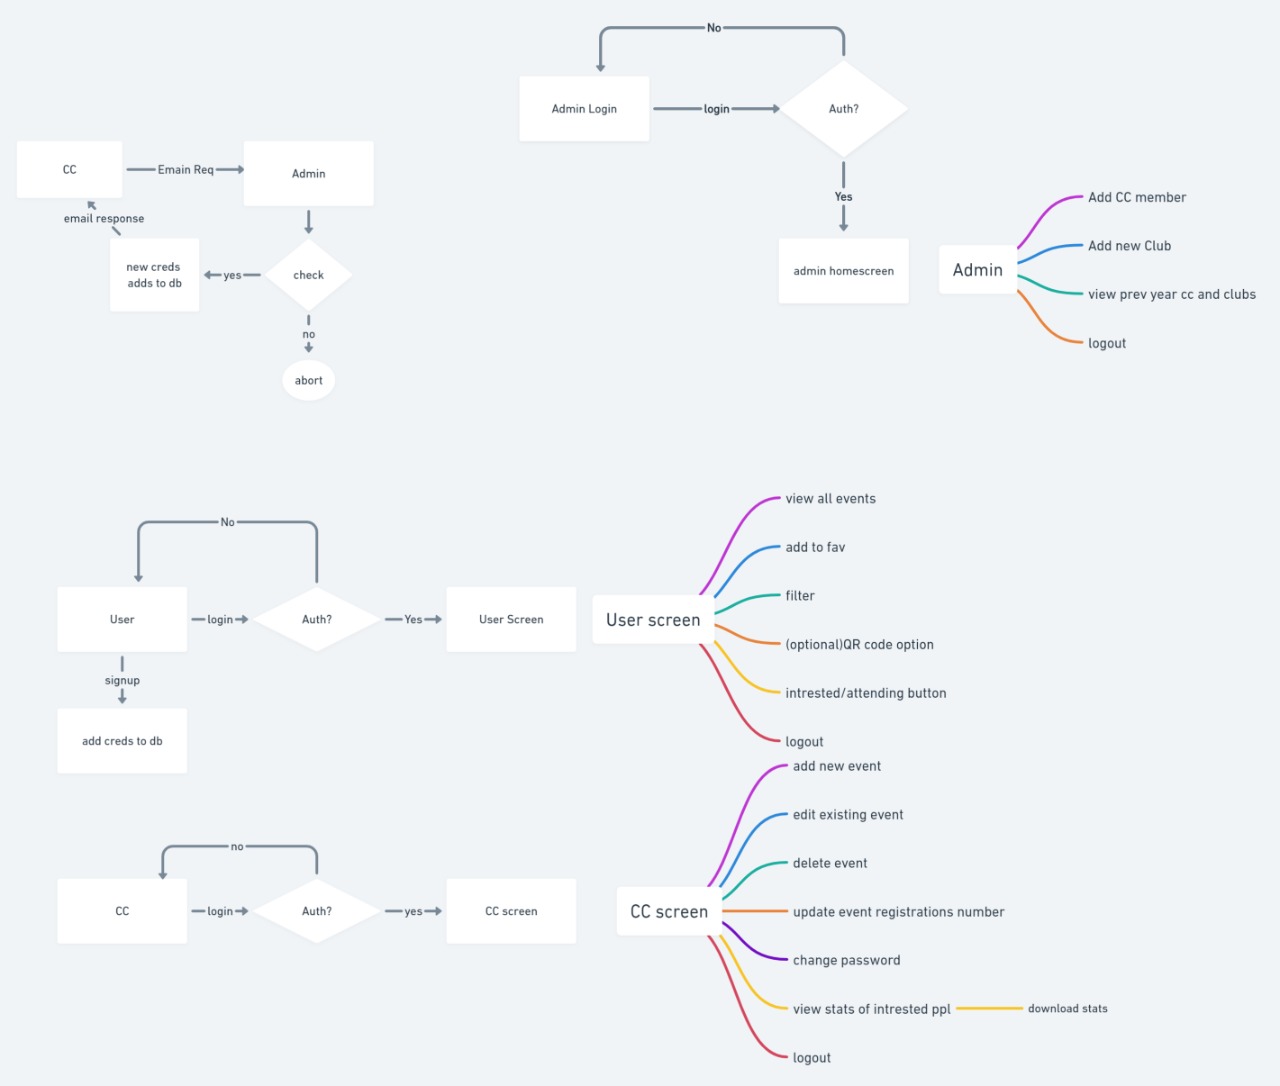 No
Admin Login
login
Auth?
Yes
admin homescreen
CC
Emain Req
Admin
email response
new creds
adds to db
yes
check
no
abort
Admin
Add CC member
Add new Club
view prev year cc and clubs
logout
No
User
login
Auth?
Yes
User Screen
signup
add creds to db
User screen
view all events
add to fav
filter
(optional)QR code option
intrested/attending button
logout
no
CC
login
Auth?
yes
CC screen
CC screen
add new event
edit existing event
delete event
update event registrations number
change password
view stats of intrested ppl
download stats
logout